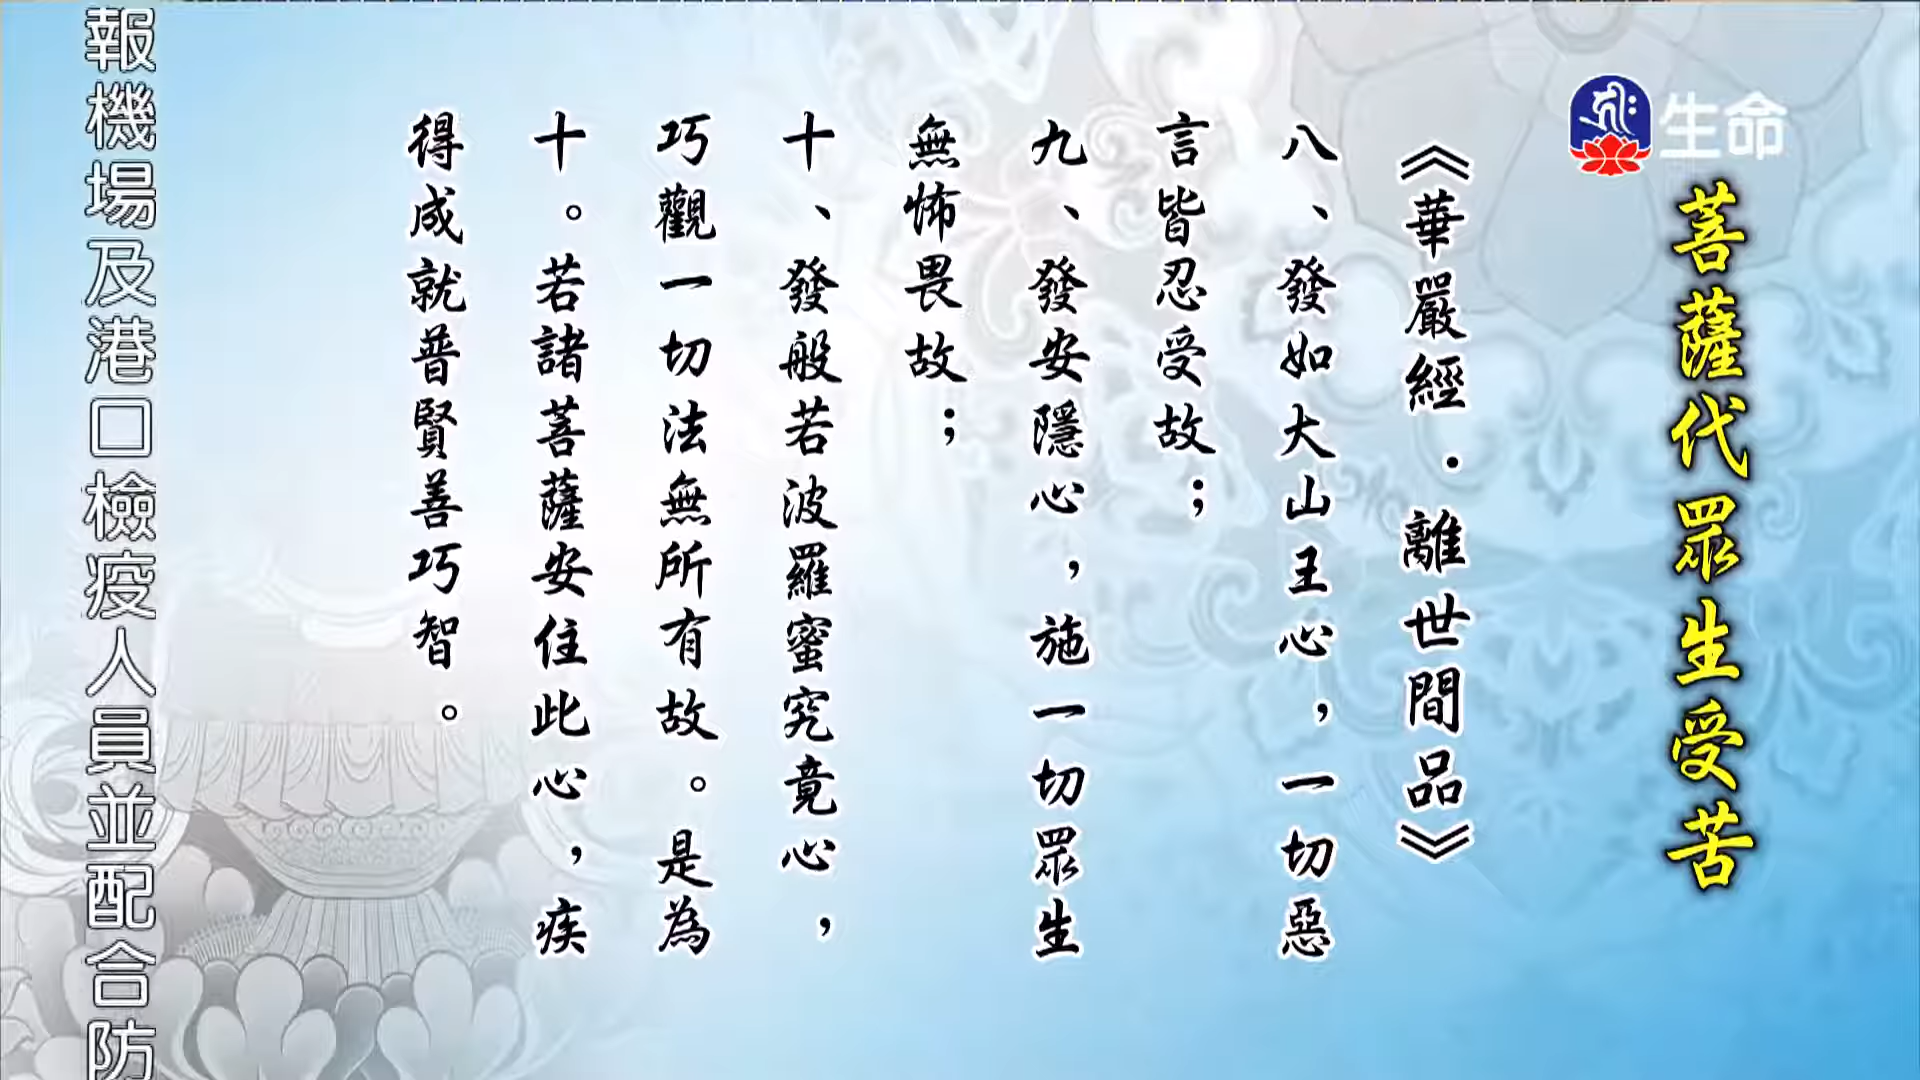 生命
菩薩代眾生受苦
《華嚴經．離世間品》
八、發如大山王心，一切惡
言皆忍受故；
九、發安隱心，施一切眾生
無怖畏故；
十、發般若波羅蜜究竟心，
巧觀一切法無所有故。是為
十。若諸菩薩安住此心，疾
得成就普賢善巧智。
報機場及港口檢疫人員並配合防